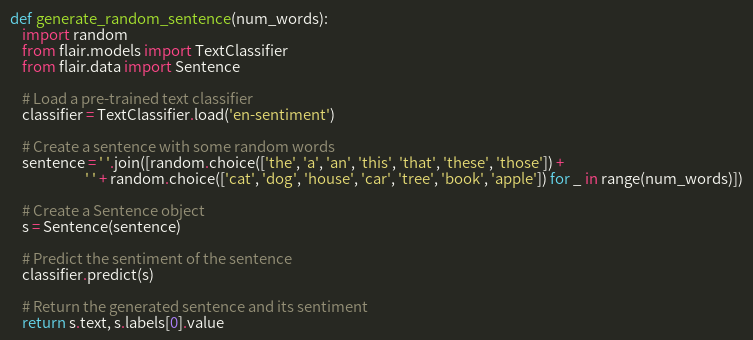 def generate_random_sentence(num_words):
    import random
    from flair.models import TextClassifier
    from flair.data import Sentence

    # Load a pre-trained text classifier
    classifier = TextClassifier.load('en-sentiment')

    # Create a sentence with some random words
    sentence = ' '.join([random.choice(['the', 'a', 'an', 'this', 'that', 'these', 'those']) +
                         ' ' + random.choice(['cat', 'dog', 'house', 'car', 'tree', 'book', 'apple']) for _ in range(num_words)])

    # Create a Sentence object
    s = Sentence(sentence)

    # Predict the sentiment of the sentence
    classifier.predict(s)

    # Return the generated sentence and its sentiment
    return s.text, s.labels[0].value